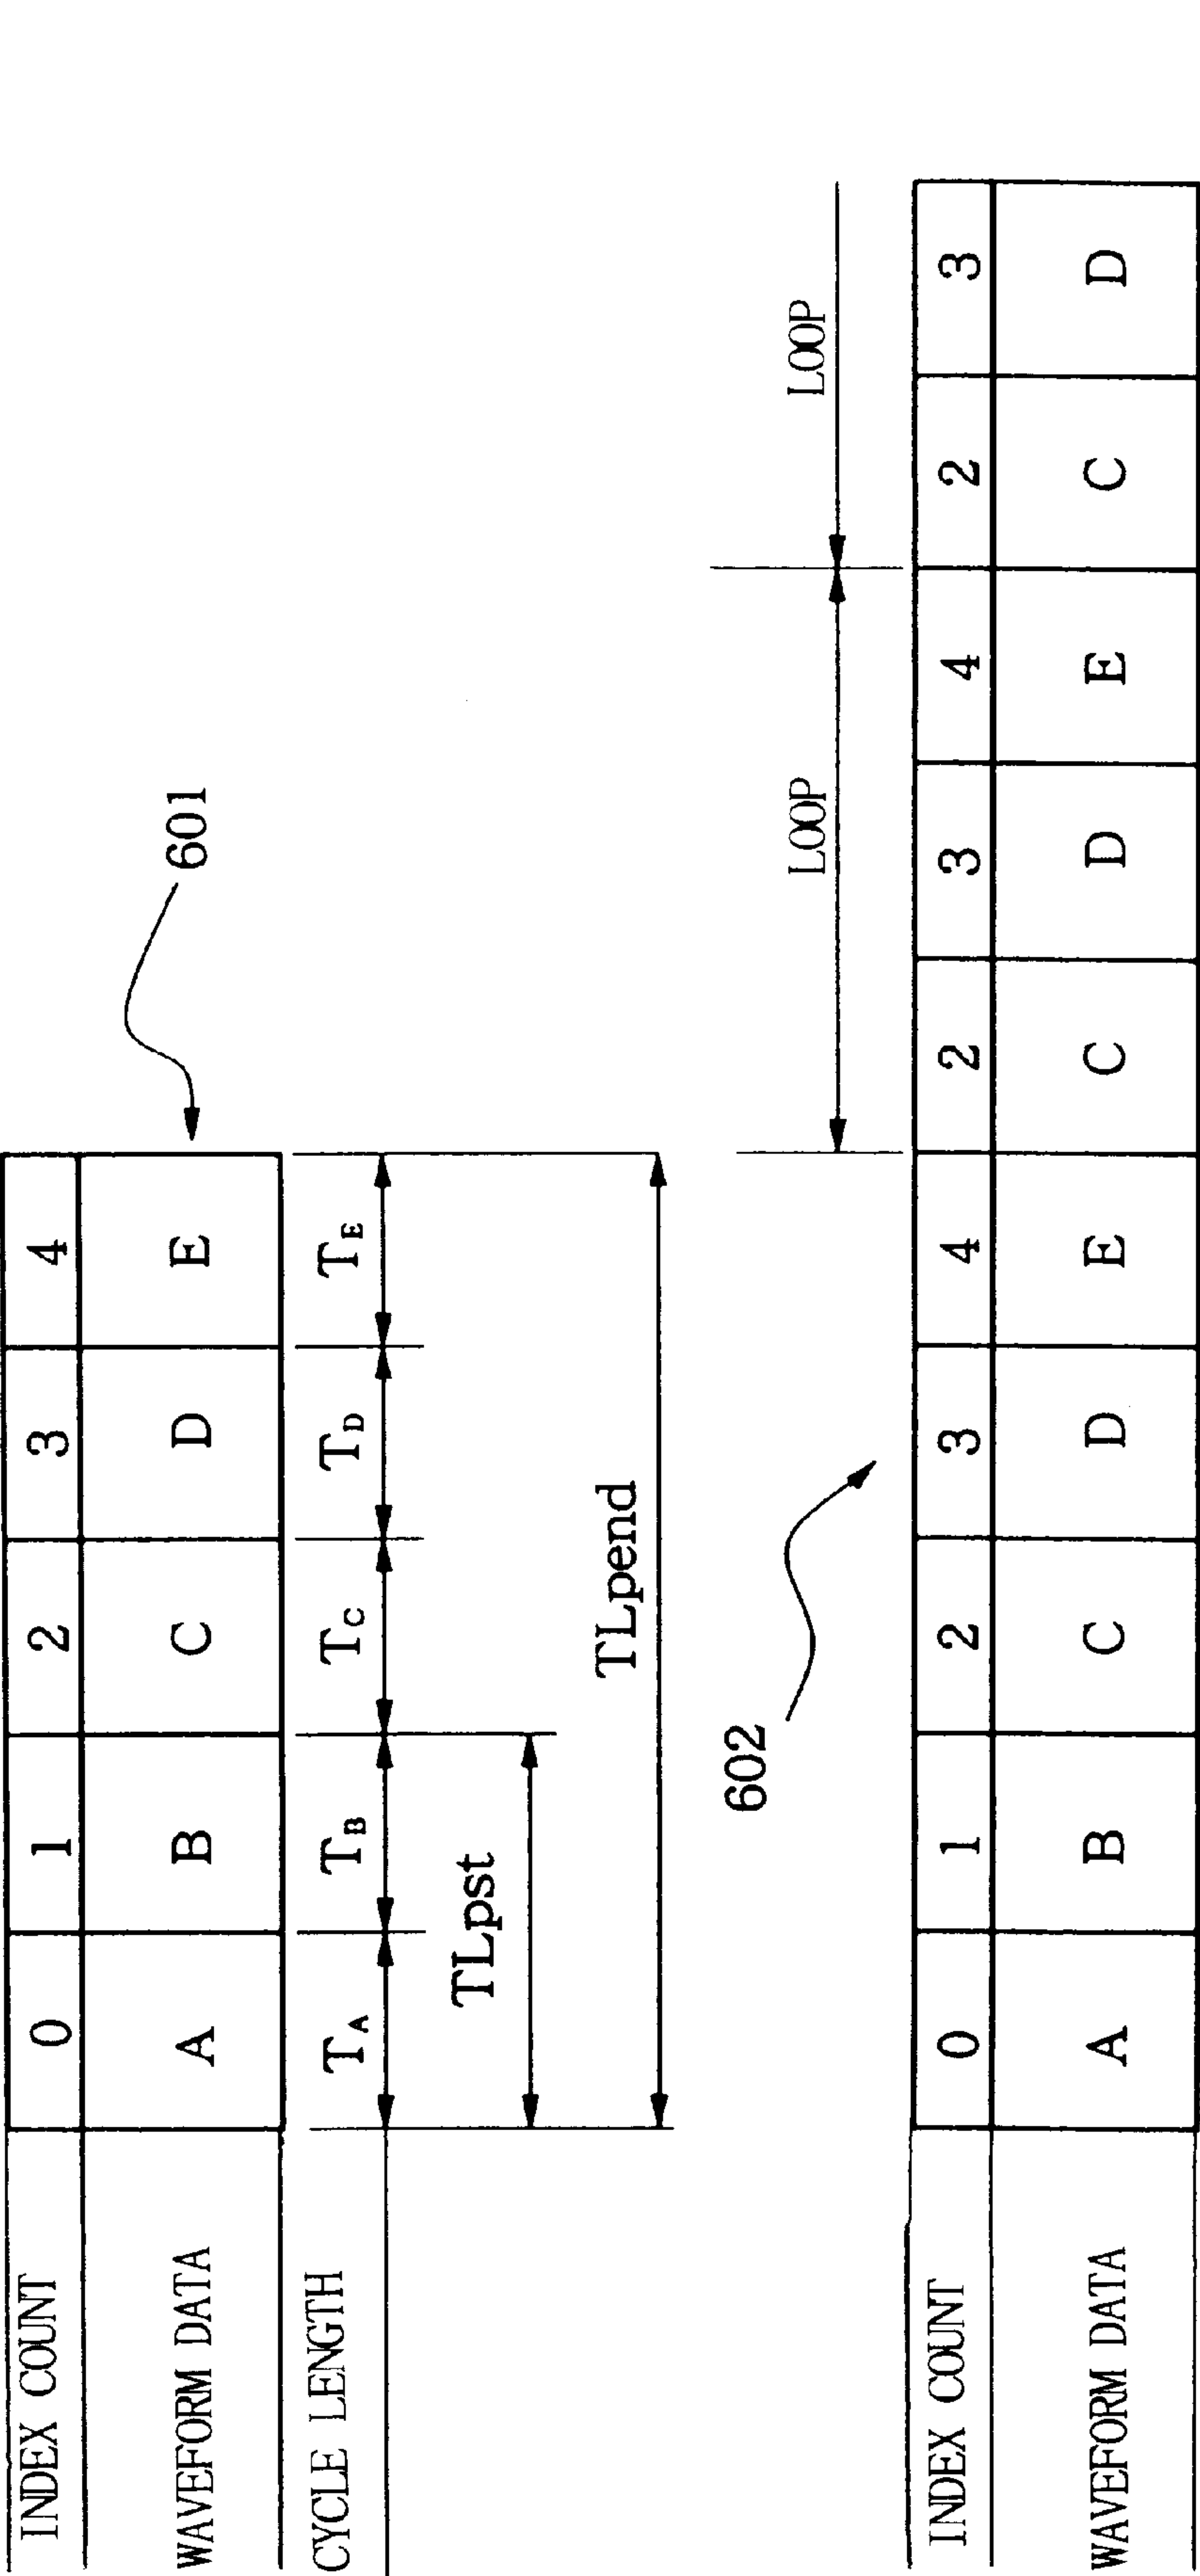 INDEX COUNT 0 1 2 3 4
WAVEFORM DATA A B C D E
601
CYCLE LENGTH TA TB TC TD TE
TLpst
TLpend
602
LOOP LOOP
INDEX COUNT 0 1 2 3 4 2 3 4 2 3
WAVEFORM DATA A B C D E C D E C D